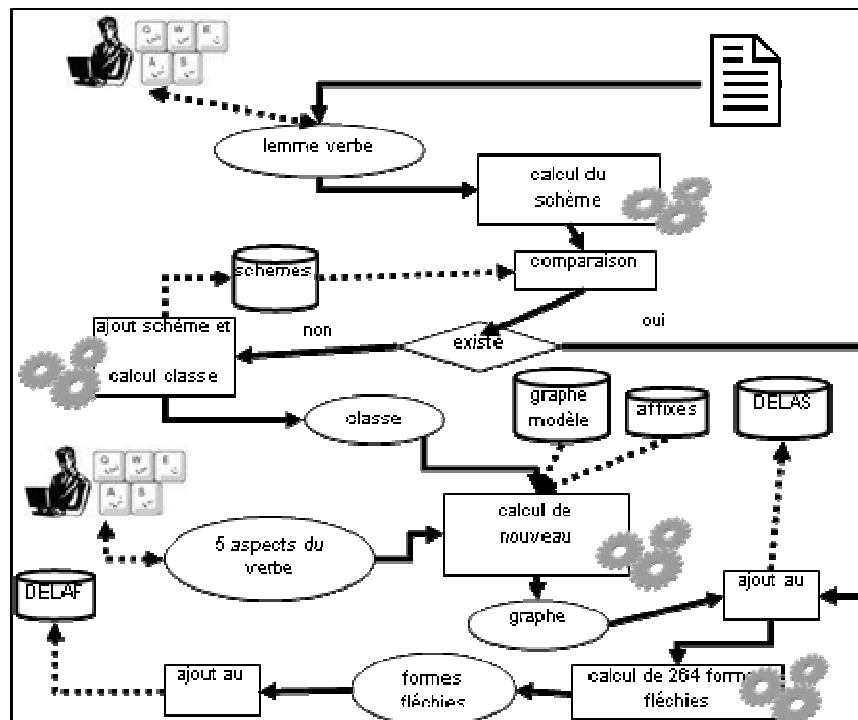 Q W E
A S
lemme verbe
calcul du
schème
comparaison
schèmes
existe
non
oui
ajout schème et
calcul classe
classe
graphe
modèle
affixes
DELAS
Q W E
A S
5 aspects du
verbe
calcul de
nouveau
DELAF
graphe
ajout au
ajout au
formes
fléchies
calcul de 264 forme
fléchies